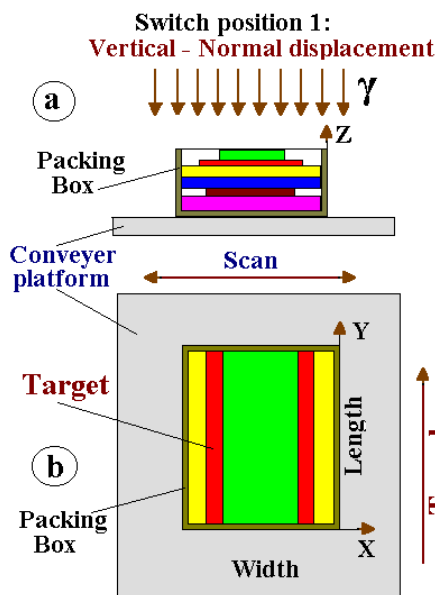 Switch position 1:
Vertical - Normal displacement
a
γ
Z
Packing
Box
Conveyer
platform
Scan
Y
Target
Length
b
Packing
Box
X
Width